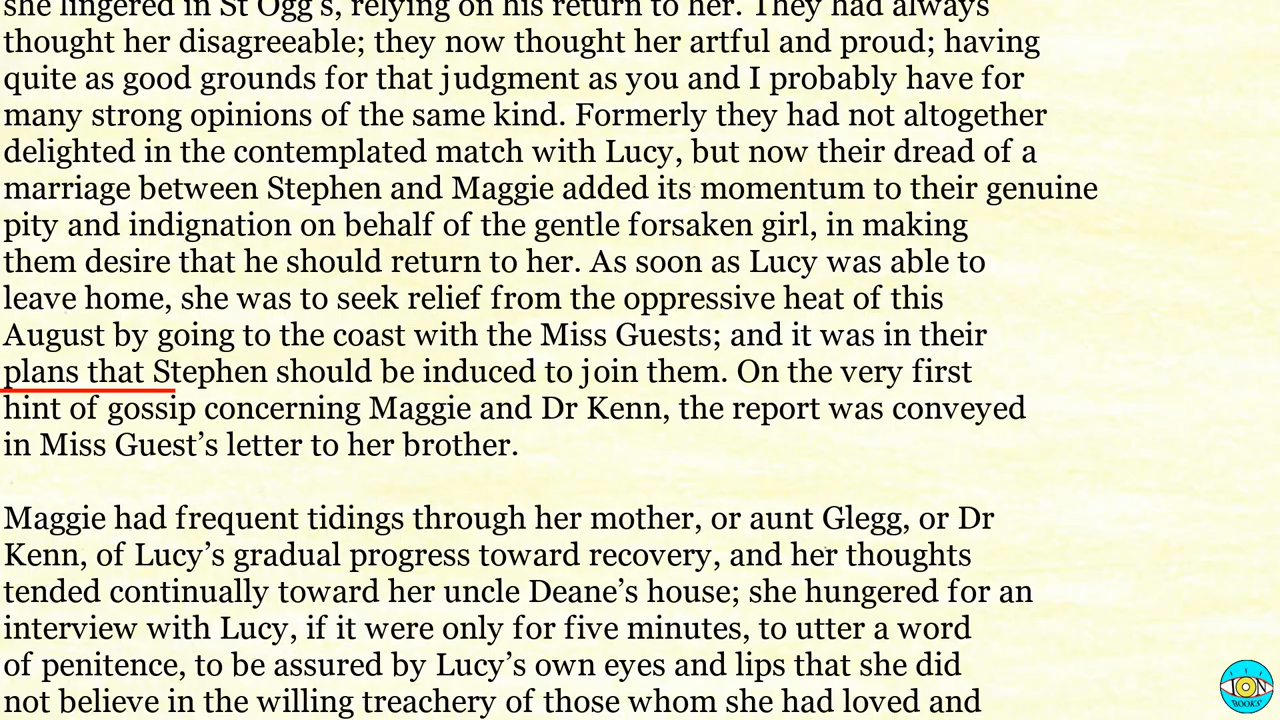 she lingered in St Ogg's, relying on his return to her. They had always
thought her disagreeable; they now thought her artful and proud; having
quite as good grounds for that judgment as you and I probably have for
many strong opinions of the same kind. Formerly they had not altogether
delighted in the contemplated match with Lucy, but now their dread of a
marriage between Stephen and Maggie added its momentum to their genuine
pity and indignation on behalf of the gentle forsaken girl, in making
them desire that he should return to her. As soon as Lucy was able to
leave home, she was to seek relief from the oppressive heat of this
August by going to the coast with the Miss Guests; and it was in their
plans that Stephen should be induced to join them. On the very first
hint of gossip concerning Maggie and Dr Kenn, the report was conveyed
in Miss Guest’s letter to her brother.

Maggie had frequent tidings through her mother, or aunt Glegg, or Dr
Kenn, of Lucy’s gradual progress toward recovery, and her thoughts
tended continually toward her uncle Deane’s house; she hungered for an
interview with Lucy, if it were only for five minutes, to utter a word
of penitence, to be assured by Lucy’s own eyes and lips that she did
not believe in the willing treachery of those whom she had loved and
ION
BOOKS